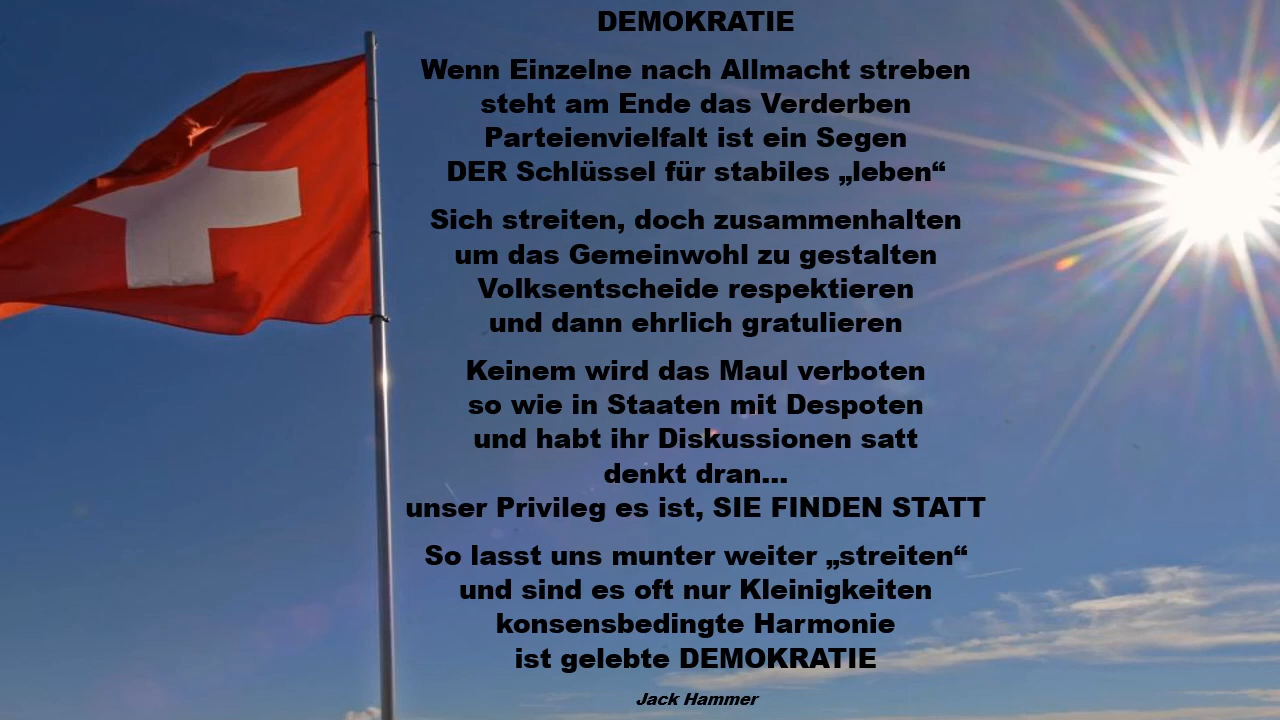 DEMOKRATIE
Wenn Einzelne nach Allmacht streben
steht am Ende das Verderben
Parteienvielfalt ist ein Segen
DER Schlüssel für stabiles „leben“
Sich streiten, doch zusammenhalten
um das Gemeinwohl zu gestalten
Volksentscheide respektieren
und dann ehrlich gratulieren
Keinem wird das Maul verboten
so wie in Staaten mit Despoten
und habt ihr Diskussionen satt
denkt dran...
unser Privileg es ist, SIE FINDEN STATT
So lasst uns munter weiter „streiten“
und sind es oft nur Kleinigkeiten
konsensbedingte Harmonie
ist gelebte DEMOKRATIE
Jack Hammer